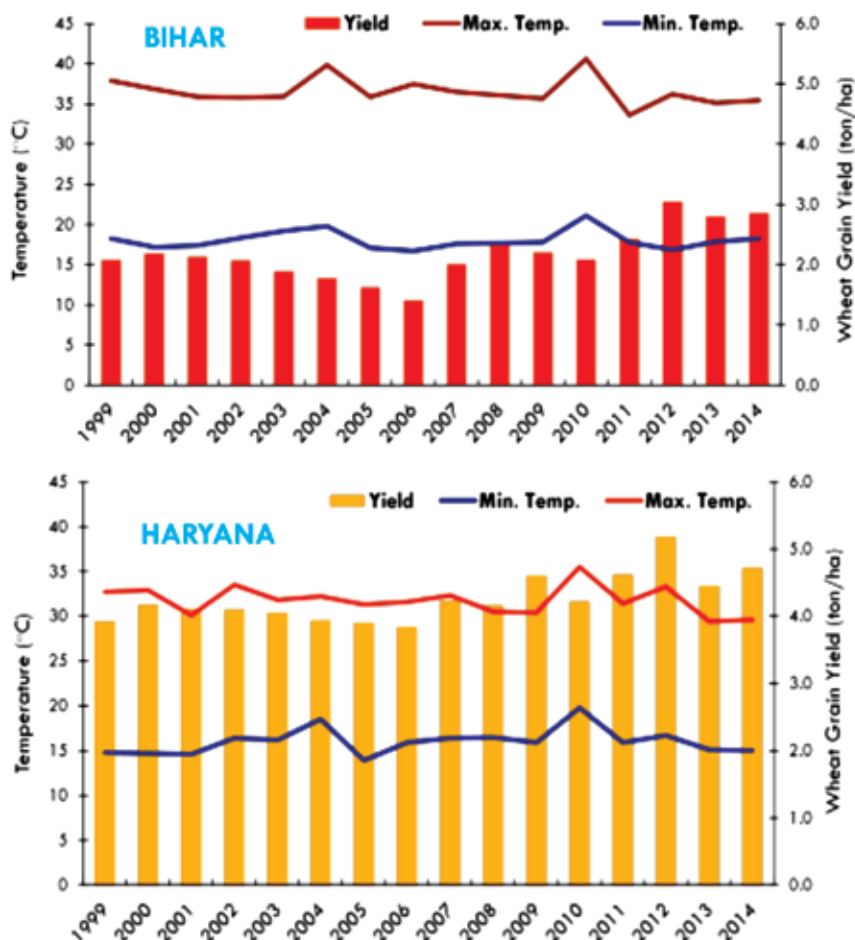 45 Yield Max. Temp. Min. Temp. 6.0
BIHAR
40 5.0
35
30 4.0
25 3.0
20
15 2.0
10 1.0
5
0 0.0
Temperature (°C)
Wheat Grain Yield (ton/ha)
1999 2000 2001 2002 2003 2004 2005 2006 2007 2008 2009 2010 2011 2012 2013 2014
45 6.0
Yield Min. Temp. Max. Temp.
40 5.0
HARYANA
35
30 4.0
25 3.0
20
15 2.0
10 1.0
5
0 0.0
Temperature (°C)
Wheat Grain Yield (ton/ha)
1999 2000 2001 2002 2003 2004 2005 2006 2007 2008 2009 2010 2011 2012 2013 2014